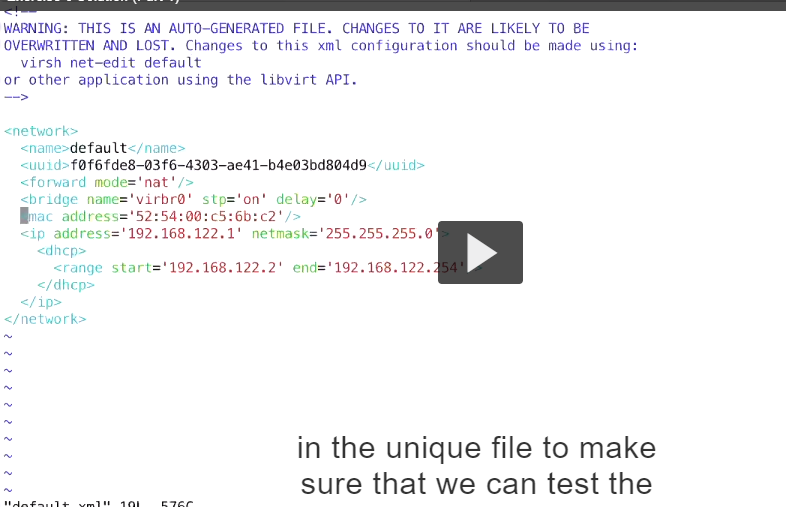 <!--
WARNING: THIS IS AN AUTO-GENERATED FILE. CHANGES TO IT ARE LIKELY TO BE
OVERWRITTEN AND LOST. Changes to this xml configuration should be made using:
  virsh net-edit default
or other application using the libvirt API.
-->
<network>
  <name>default</name>
  <uuid>f0f6fde8-03f6-4303-ae41-b4e03bd804d9</uuid>
  <forward mode='nat'/>
  <bridge name='virbr0' stp='on' delay='0'/>
  <mac address='52:54:00:c5:6b:c2'/>
  <ip address='192.168.122.1' netmask='255.255.255.0'>
    <dhcp>
      <range start='192.168.122.2' end='192.168.122.254'
    </dhcp>
  </ip>
</network>
~
~
~
~
~
~
~
~
~
~
in the unique file to make
sure that we can test the
"default.xml" 19L, 576C